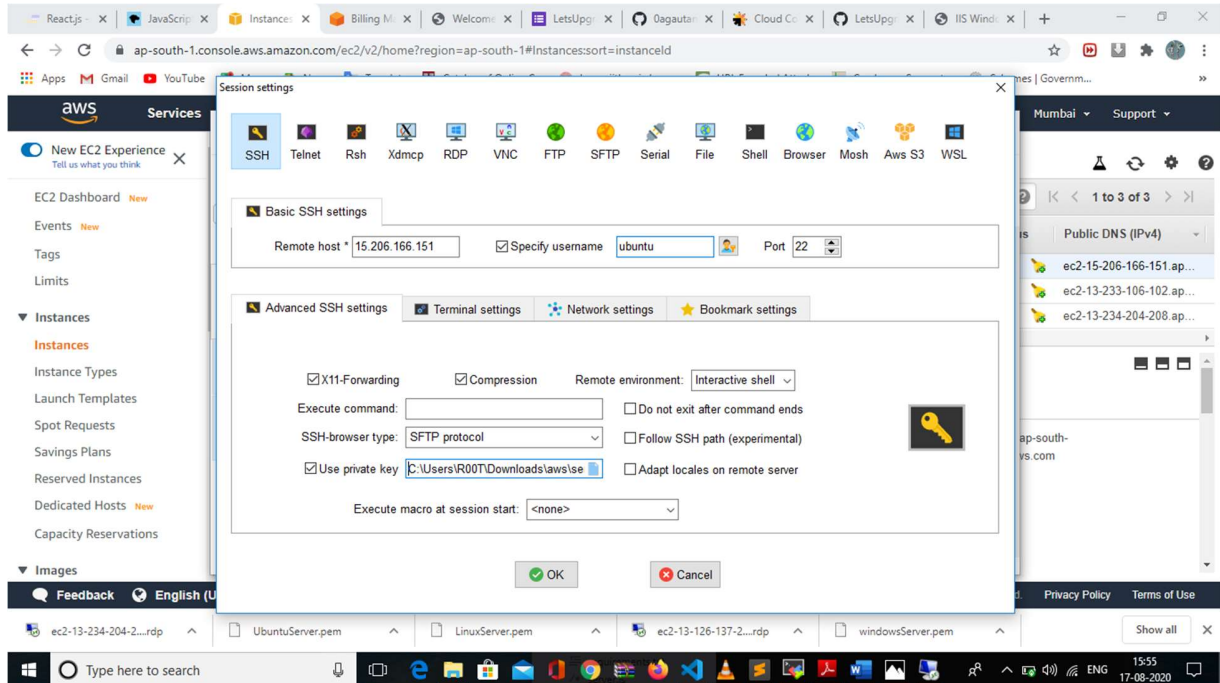 React.js -
JavaScrip
Instances
Billing M
Welcome
LetsUpgr
0agautan
Cloud Co
LetsUpgr
IIS Windo
ap-south-1.console.aws.amazon.com/ec2/v2/home?region=ap-south-1#Instances:sort=instanceId
Apps
Gmail
YouTube
mes | Governm...
»
aws
Services
Mumbai
Support
Session settings
SSH
Telnet
Rsh
Xdmcp
RDP
VNC
FTP
SFTP
Serial
File
Shell
Browser
Mosh
Aws S3
WSL
New EC2 Experience
Tell us what you think
EC2 Dashboard New
Events New
Tags
Limits
Instances
Instances
Instance Types
Launch Templates
Spot Requests
Savings Plans
Reserved Instances
Dedicated Hosts New
Capacity Reservations
Images
Basic SSH settings
Remote host * 15.206.166.151
Specify username ubuntu
Port 22
Advanced SSH settings
Terminal settings
Network settings
Bookmark settings
X11-Forwarding
Compression
Remote environment: Interactive shell
Execute command:
Do not exit after command ends
SSH-browser type: SFTP protocol
Follow SSH path (experimental)
Use private key C:\Users\R00T\Downloads\aws\se
Adapt locales on remote server
Execute macro at session start: <none>
OK
Cancel
1 to 3 of 3
us
Public DNS (IPv4)
ec2-15-206-166-151.ap...
ec2-13-233-106-102.ap...
ec2-13-234-204-208.ap...
ap-south-
vs.com
Feedback
English (U
d.
Privacy Policy
Terms of Use
ec2-13-234-204-2....rdp
UbuntuServer.pem
LinuxServer.pem
ec2-13-126-137-2....rdp
windowsServer.pem
Show all
Type here to search
ENG
15:55
17-08-2020